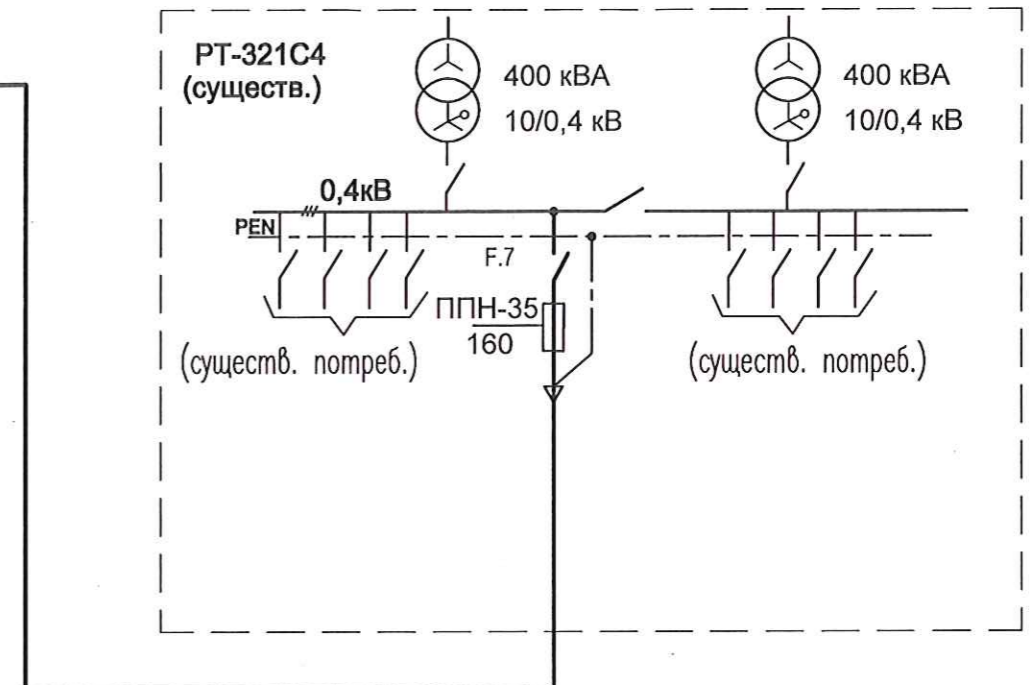 РТ-321С4
(существ.)
400 кВА
10/0,4 кВ
400 кВА
10/0,4 кВ
0,4кВ
PEN
F.7
ППН-35
160
(существ. потреб.)
(существ. потреб.)